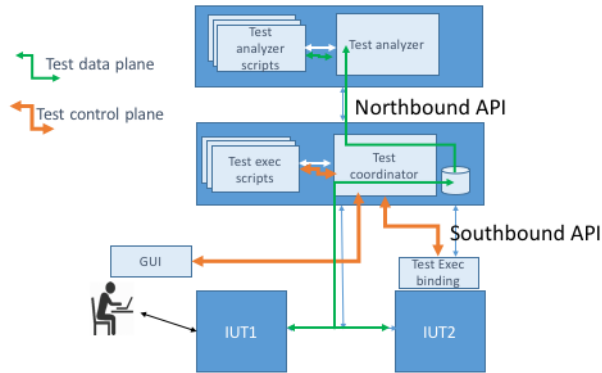 Test
analyzer
scripts
Test analyzer
Test data plane
Northbound API
Test control plane
Test exec
scripts
Test
coordinator
Southbound API
GUI
Test Exec
binding
IUT1
IUT2